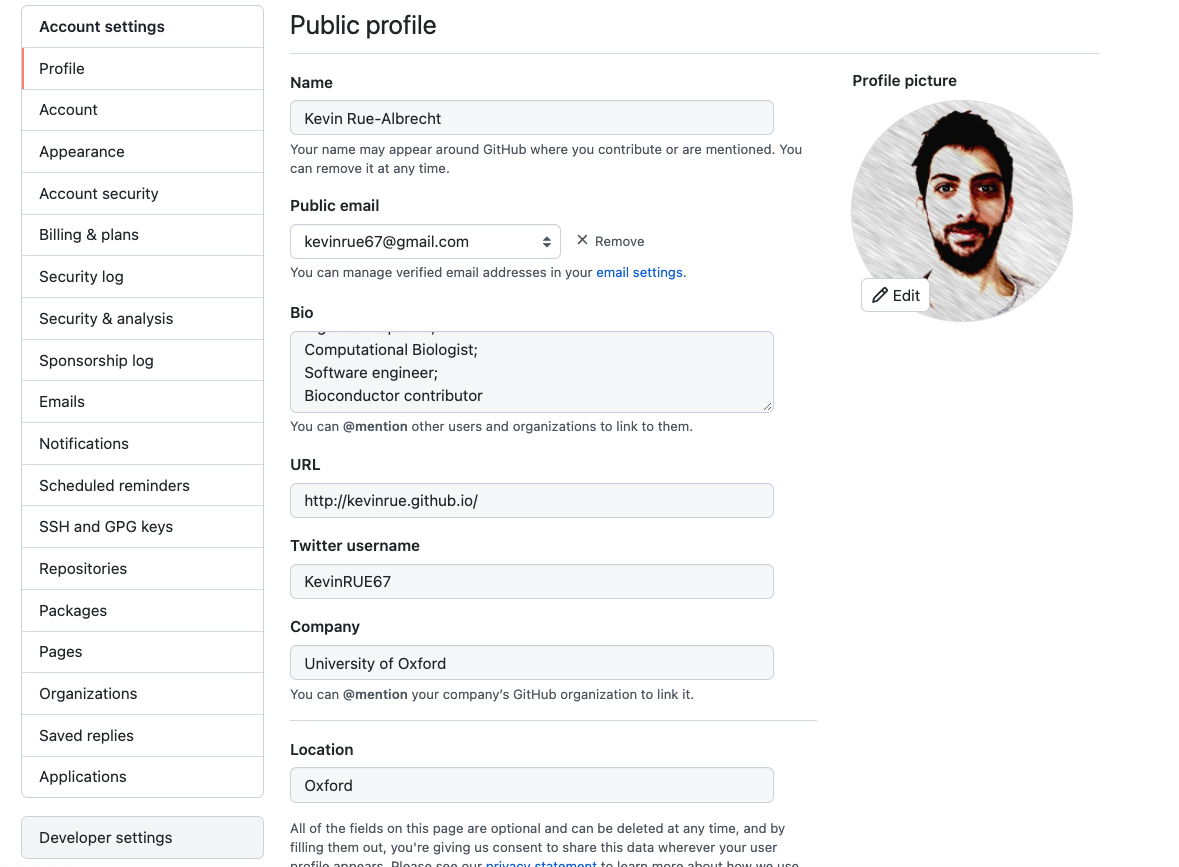 Account settings
Profile
Account
Appearance
Account security
Billing & plans
Security log
Security & analysis
Sponsorship log
Emails
Notifications
Scheduled reminders
SSH and GPG keys
Repositories
Packages
Pages
Organizations
Saved replies
Applications
Developer settings
Public profile
Name
Kevin Rue-Albrecht
Your name may appear around GitHub where you contribute or are mentioned. You
can remove it at any time.
Public email
kevinrue67@gmail.com
Remove
You can manage verified email addresses in your email settings.
Bio
Computational Biologist;
Software engineer;
Bioconductor contributor
You can @mention other users and organizations to link to them.
URL
http://kevinrue.github.io/
Twitter username
KevinRUE67
Company
University of Oxford
You can @mention your company's GitHub organization to link it.
Location
Oxford
All of the fields on this page are optional and can be deleted at any time, and by
filling them out, you're giving us consent to share this data wherever your user
profile appears. Please see our privacy statement to learn more about how we use
Profile picture
Edit